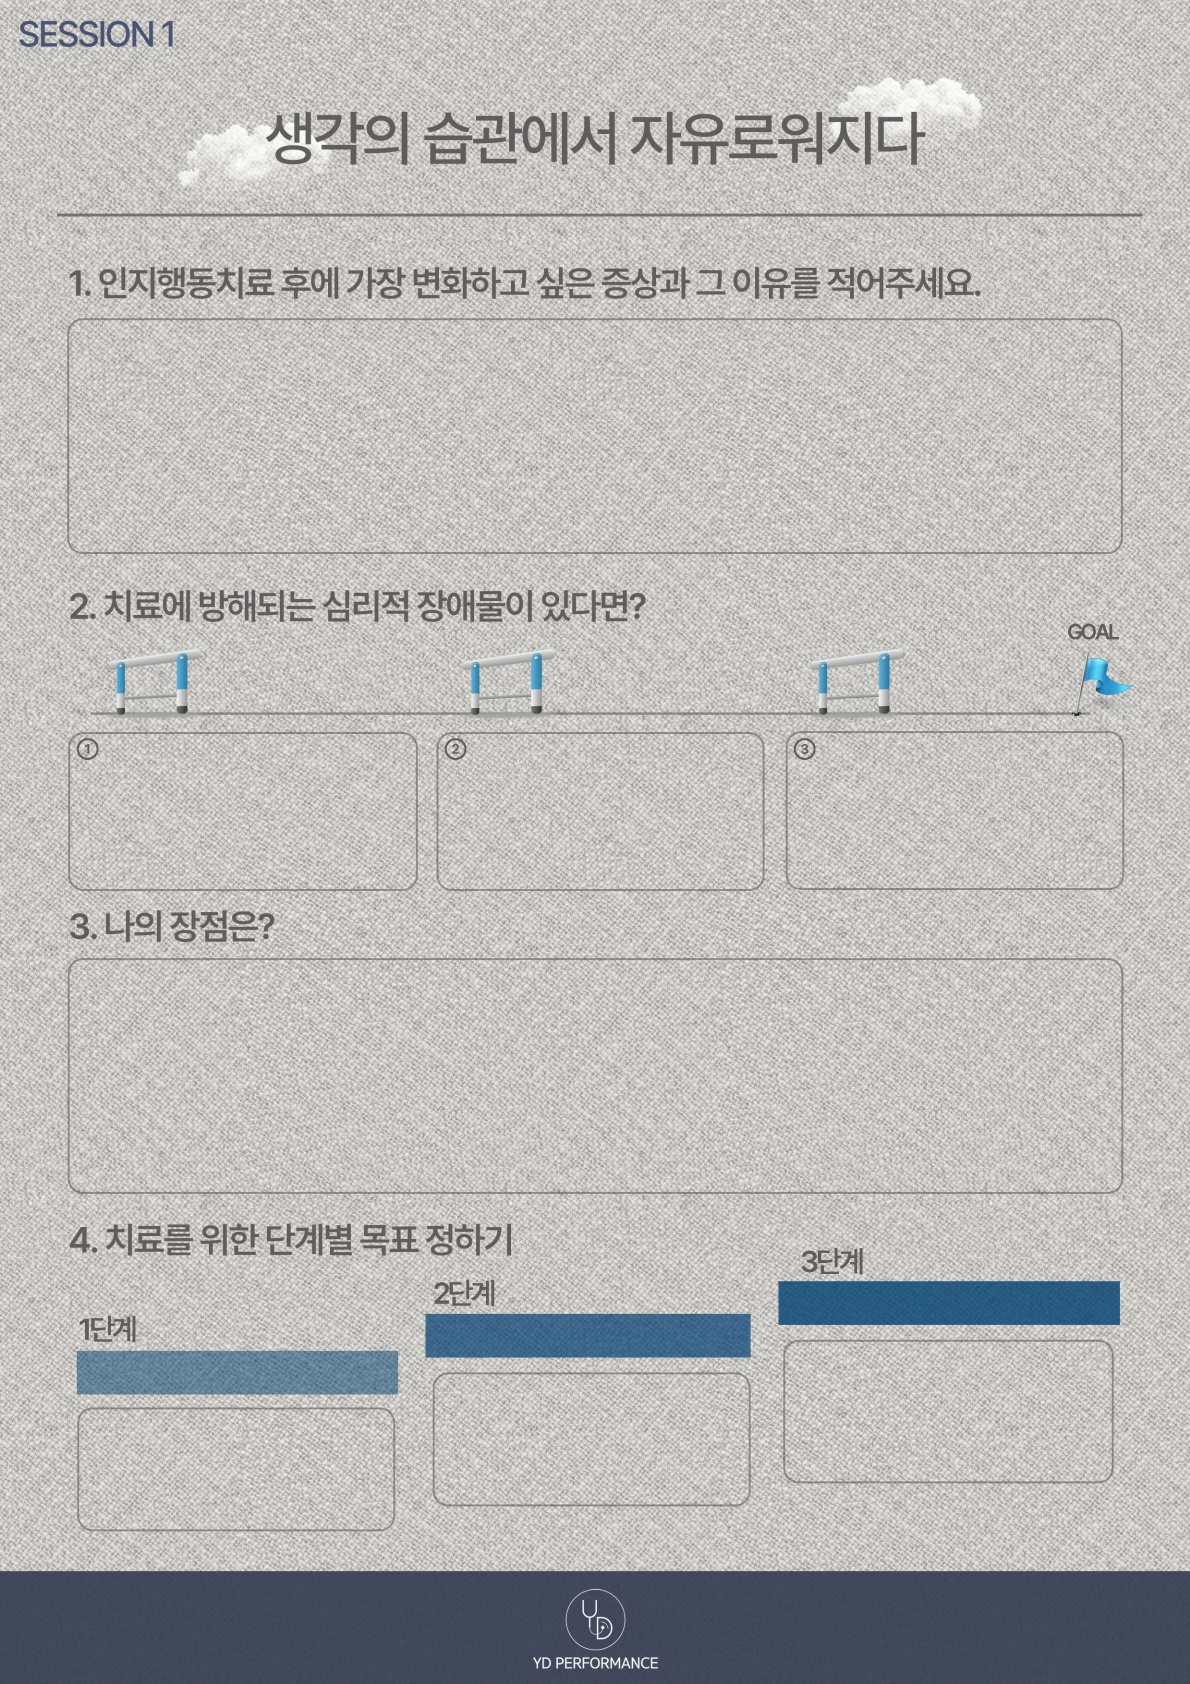 SESSION 1
생각의 습관에서 자유로워지다
1. 인지행동치료 후에 가장 변화하고 싶은 증상과 그 이유를 적어주세요.
2. 치료에 방해되는 심리적 장애물이 있다면?
GOAL
① ② ③
3. 나의 장점은?
4. 치료를 위한 단계별 목표 정하기
1단계
2단계
3단계
YD
YD PERFORMANCE